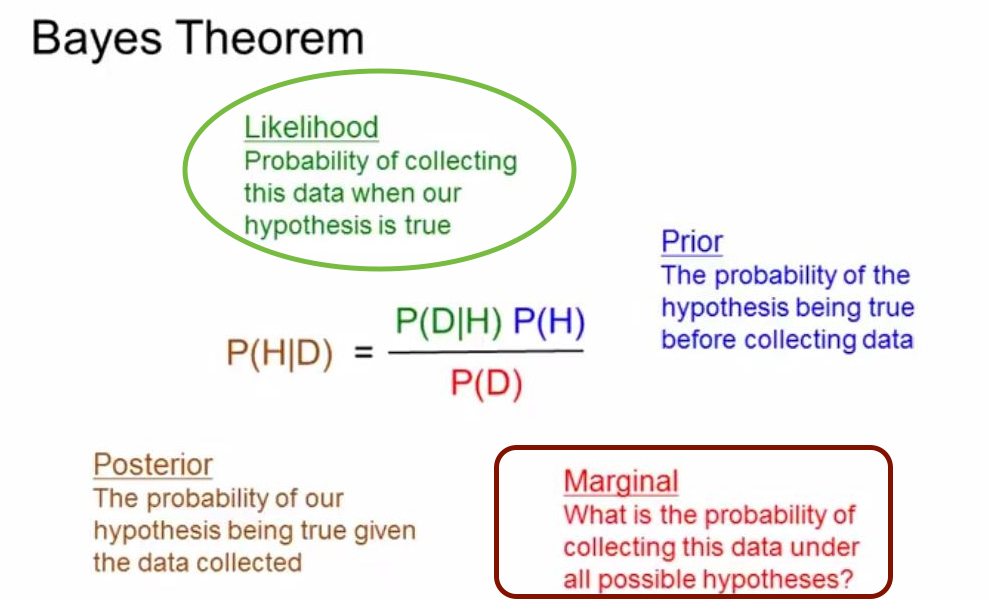 Bayes Theorem
Likelihood
Probability of collecting
this data when our
hypothesis is true
Prior
The probability of the
hypothesis being true
before collecting data
P(H|D) = P(D|H) P(H)
P(D)
Posterior
The probability of our
hypothesis being true given
the data collected
Marginal
What is the probability of
collecting this data under
all possible hypotheses?